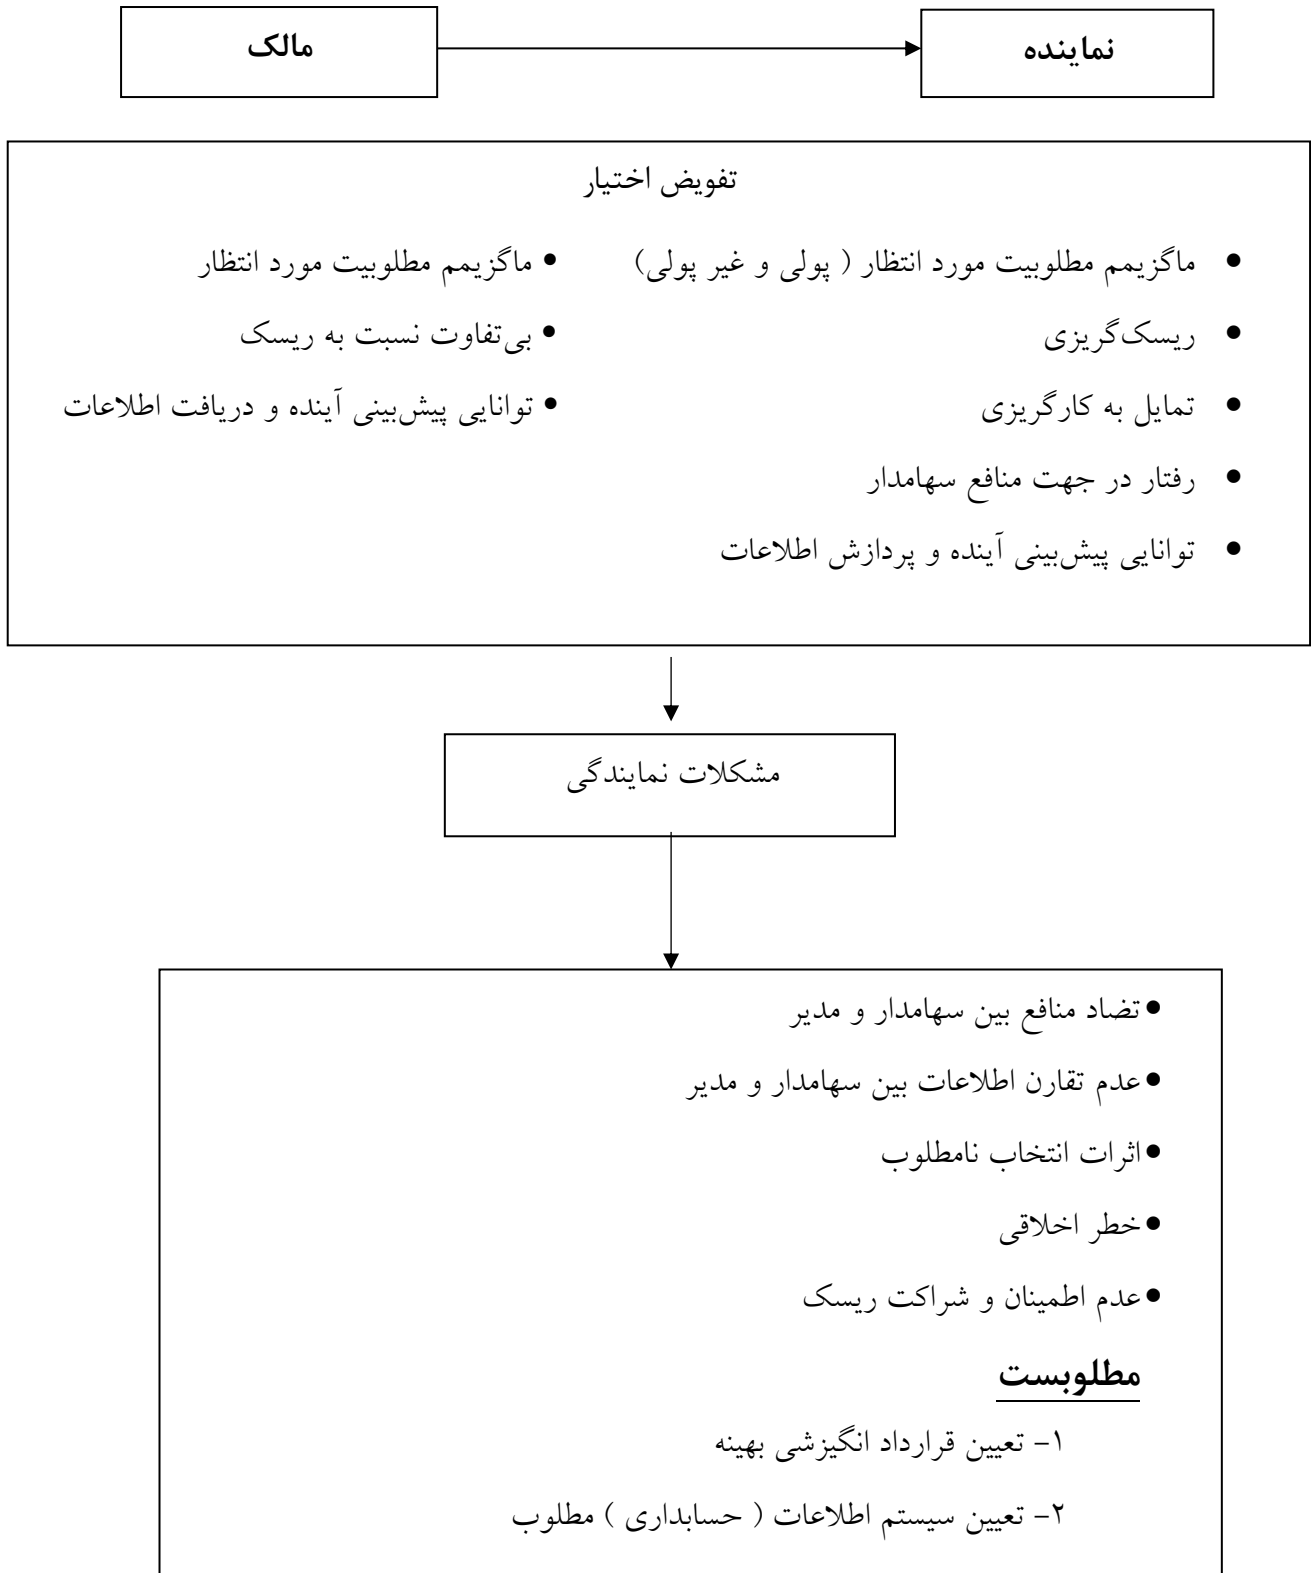 نماینده
مالک
تفویض اختیار
• ماگزیمم مطلوبیت مورد انتظار ( پولی و غیر پولی)
• ریسک‌گریزی
• تمایل به کارگریزی
• رفتار در جهت منافع سهامدار
• توانایی پیش‌بینی آینده و پردازش اطلاعات
• ماگزیمم مطلوبیت مورد انتظار
• بی‌تفاوت نسبت به ریسک
• توانایی پیش‌بینی آینده و دریافت اطلاعات
مشکلات نمایندگی
• تضاد منافع بین سهامدار و مدیر
• عدم تقارن اطلاعات بین سهامدار و مدیر
• اثرات انتخاب نامطلوب
• خطر اخلاقی
• عدم اطمینان و شراکت ریسک
مطلوبست
۱- تعیین قرارداد انگیزشی بهینه
۲- تعیین سیستم اطلاعات ( حسابداری ) مطلوب